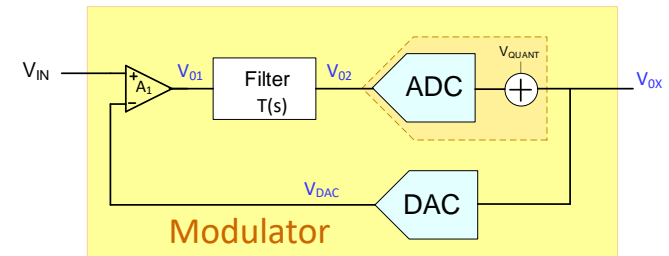 V_QUANT
V_IN
+
A_1
−
V_01
Filter
T(s)
V_02
ADC
+
V_0X
V_DAC
DAC
Modulator